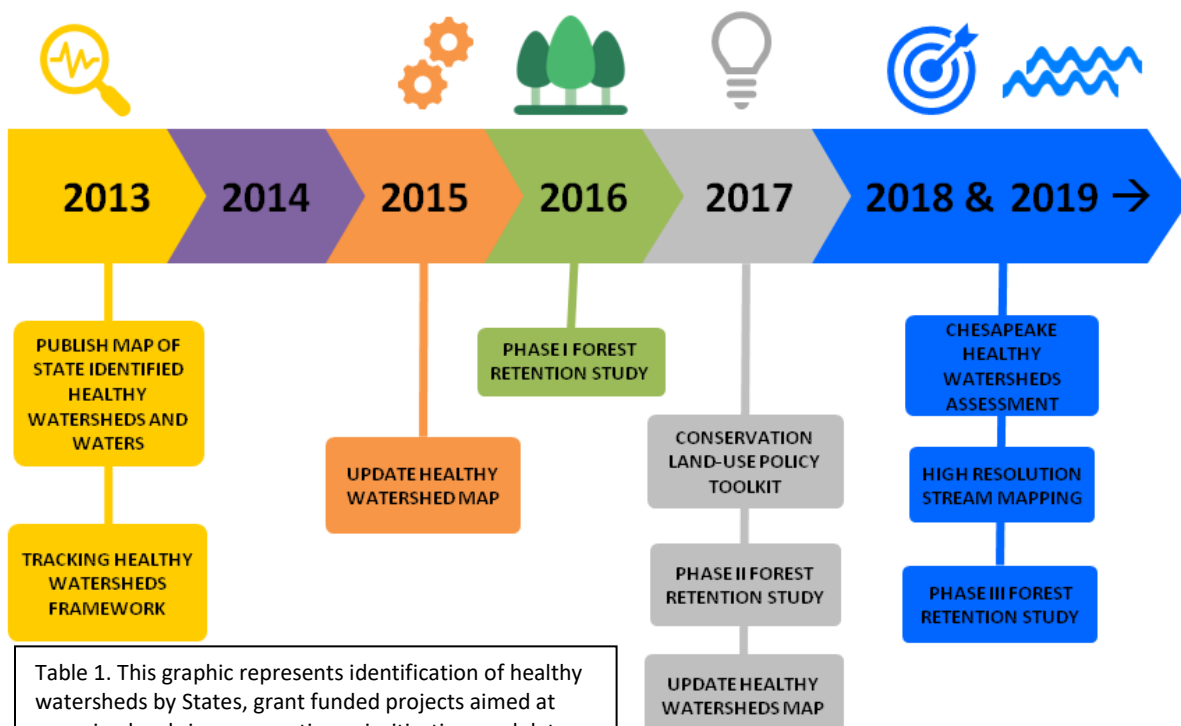 2013
2014
2015
2016
2017
2018 & 2019 →
PUBLISH MAP OF
STATE IDENTIFIED
HEALTHY
WATERSHEDS AND
WATERS
TRACKING HEALTHY
WATERSHEDS
FRAMEWORK
UPDATE HEALTHY
WATERSHED MAP
PHASE I FOREST
RETENTION STUDY
CONSERVATION
LAND-USE POLICY
TOOLKIT
PHASE II FOREST
RETENTION STUDY
UPDATE HEALTHY
WATERSHEDS MAP
CHESAPEAKE
HEALTHY
WATERSHEDS
ASSESSMENT
HIGH RESOLUTION
STREAM MAPPING
PHASE III FOREST
RETENTION STUDY
Table 1. This graphic represents identification of healthy
watersheds by States, grant funded projects aimed at